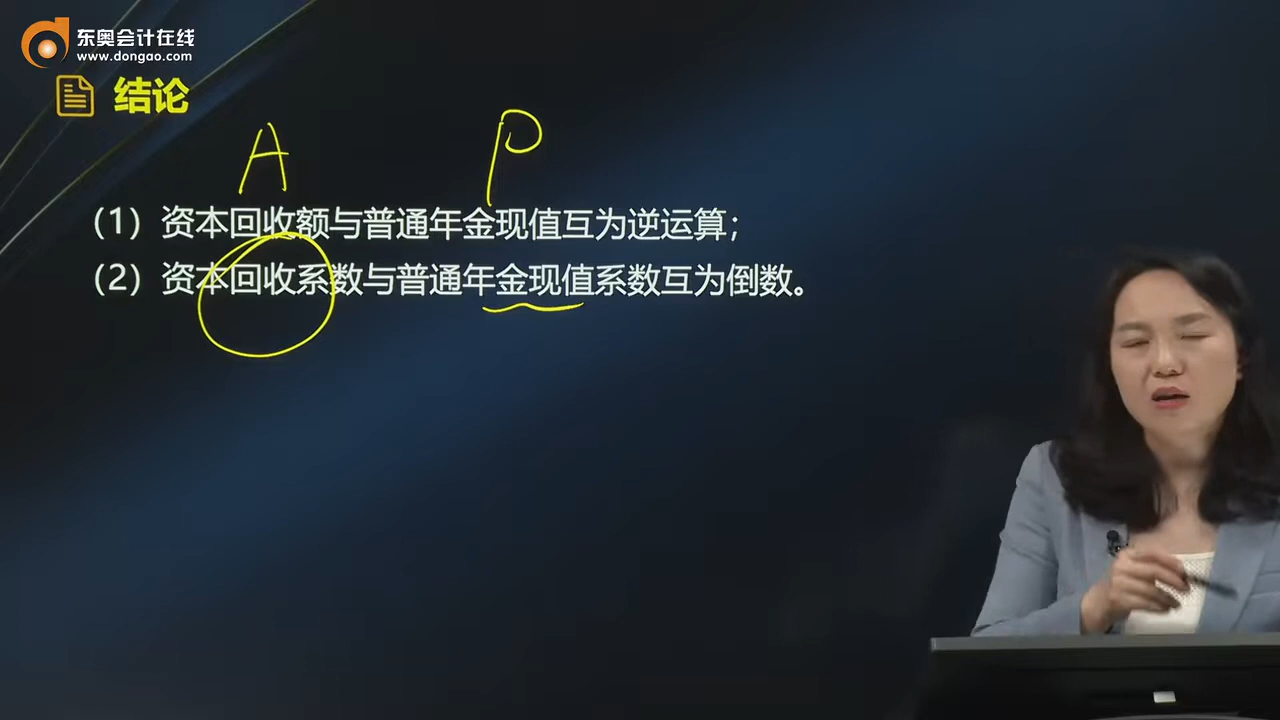 东奥会计在线
www.dongao.com
结论
A P
（1）资本回收额与普通年金现值互为逆运算；
（2）资本回收系数与普通年金现值系数互为倒数。